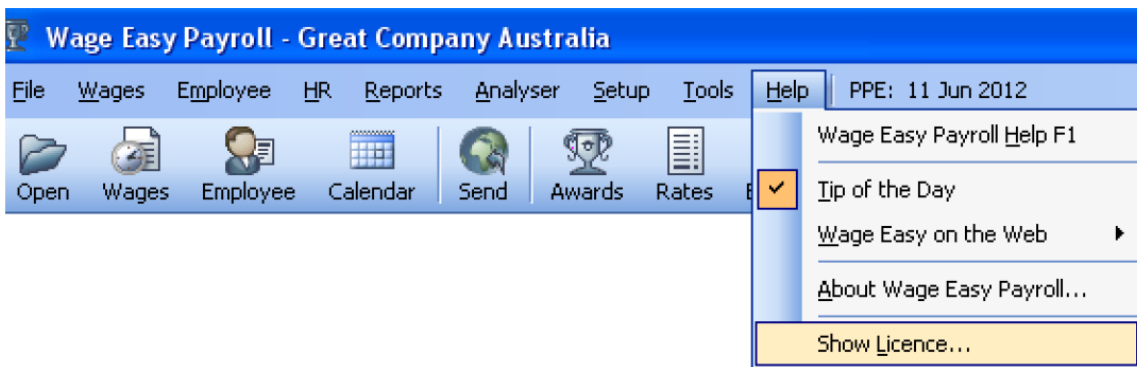 Wage Easy Payroll - Great Company Australia
File Wages Employee HR Reports Analyser Setup Tools Help PPE: 11 Jun 2012
Open Wages Employee Calendar Send Awards Rates
Wage Easy Payroll Help F1
Tip of the Day
Wage Easy on the Web
About Wage Easy Payroll...
Show Licence...